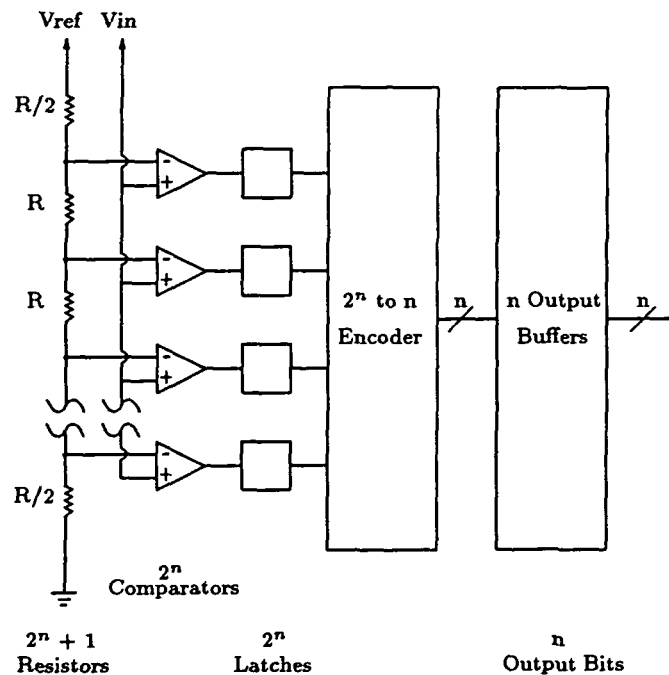 Vref Vin
R/2
- +
R
- +
2ⁿ to n n n Output n
R
Encoder Buffers
- +
- +
R/2
2ⁿ
Comparators
2ⁿ + 1 2ⁿ n
Resistors Latches Output Bits